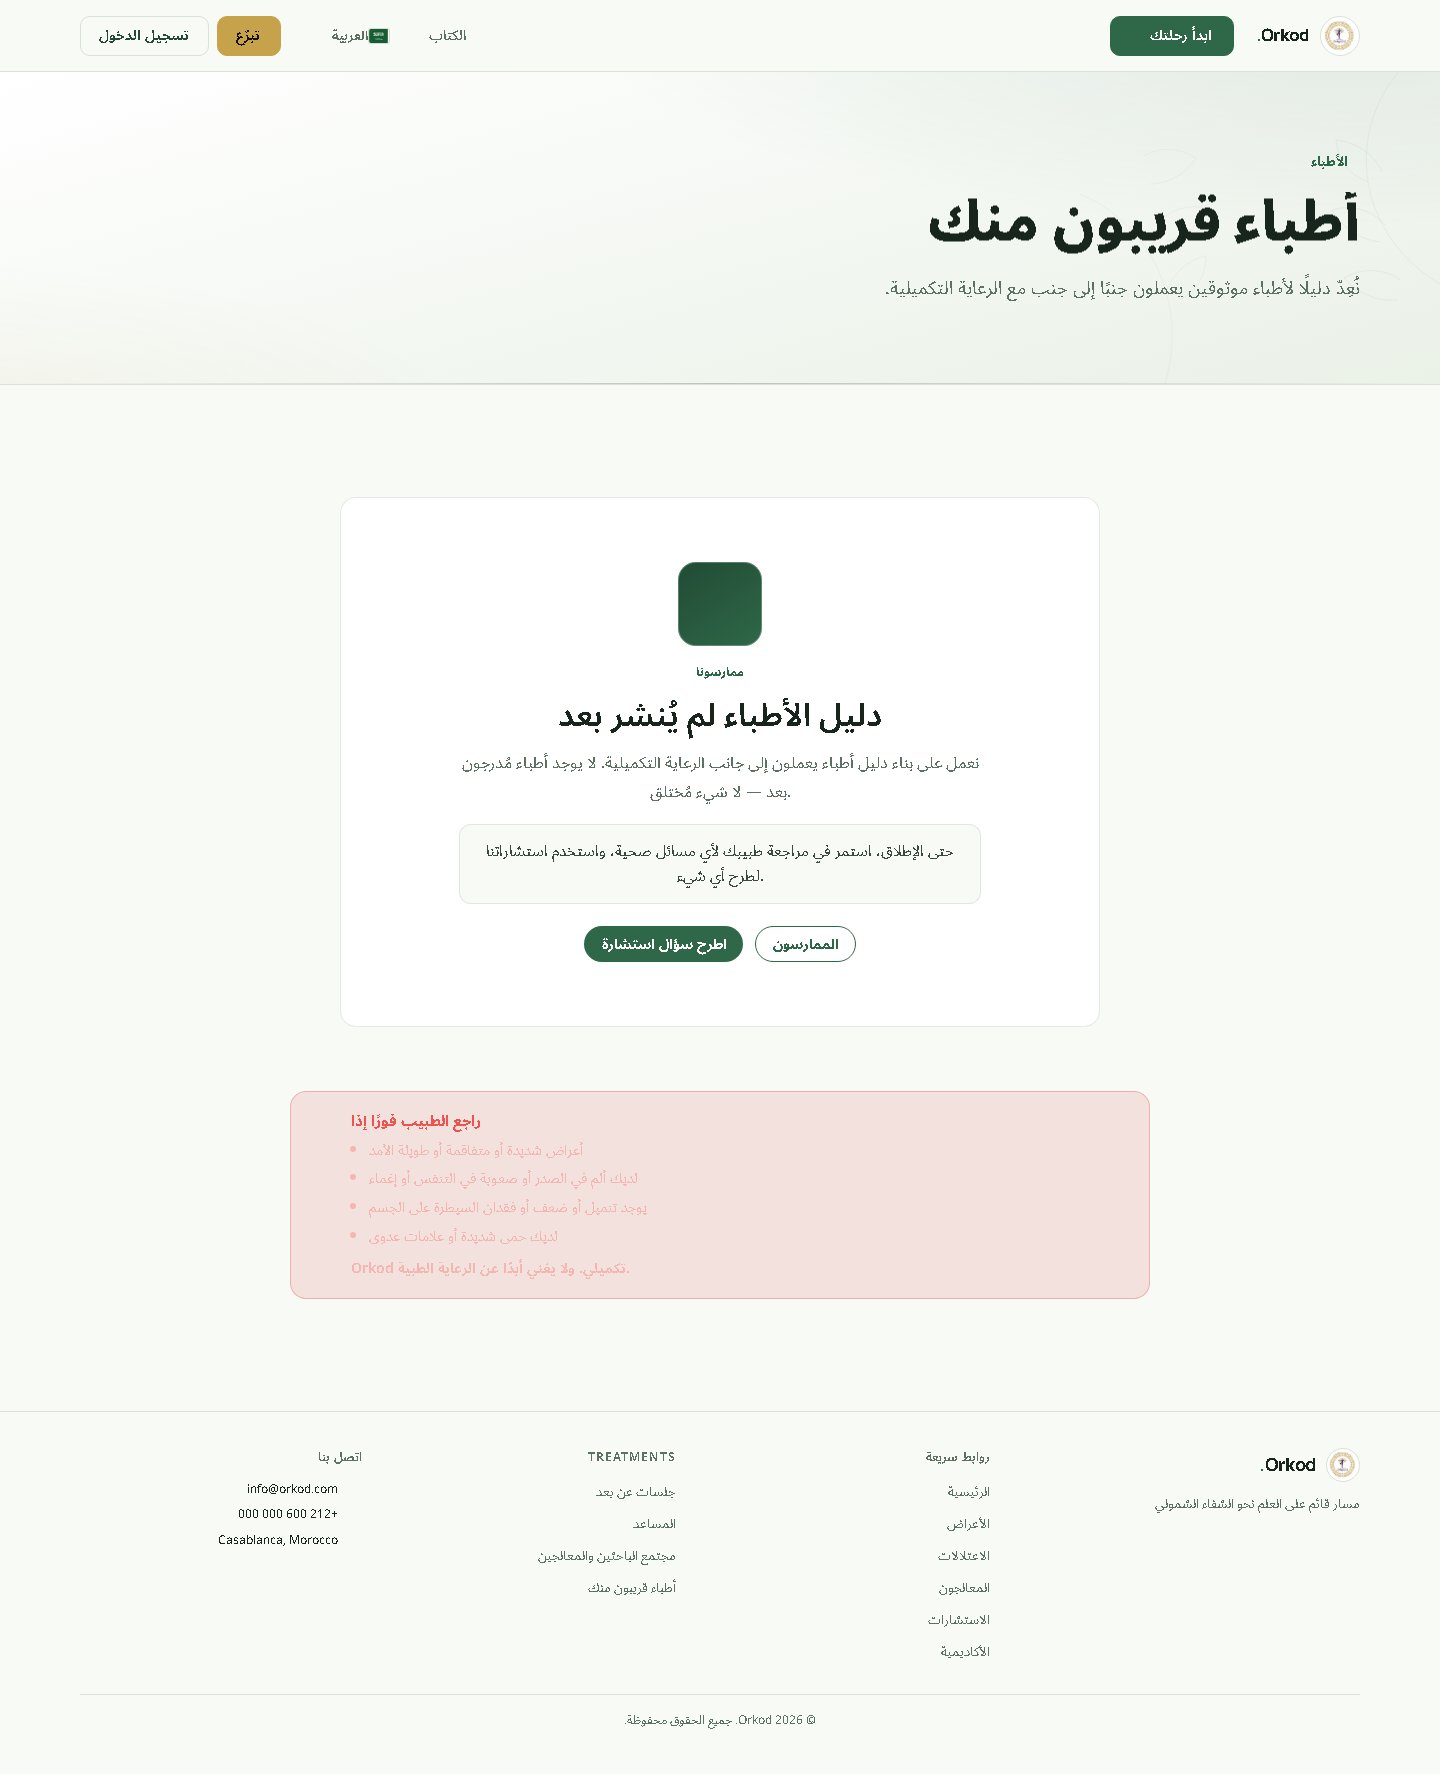 Orkod.
ابدأ رحلتك
الكتاب
العربية
تبرّع
تسجيل الدخول
الأطباء
أطباء قريبون منك
نُعِدّ دليلًا لأطباء موثوقين يعملون جنبًا إلى جنب مع الرعاية التكميلية.
ممارسونا
دليل الأطباء لم يُنشر بعد
نعمل على بناء دليل أطباء يعملون إلى جانب الرعاية التكميلية. لا يوجد أطباء مُدرجون
بعد — لا شيء مُختلق.
حتى الإطلاق، استمر في مراجعة طبيبك لأي مسائل صحية، واستخدم استشاراتنا
لطرح أي شيء.
الممارسون
اطرح سؤال استشارة
راجع الطبيب فورًا إذا
أعراض شديدة أو متفاقمة أو طويلة الأمد
لديك ألم في الصدر أو صعوبة في التنفس أو إغماء
يوجد تنميل أو ضعف أو فقدان السيطرة على الجسم
لديك حمى شديدة أو علامات عدوى
Orkod تكميلي. ولا يغني أبدًا عن الرعاية الطبية.
Orkod.
مسار قائم على العلم نحو الشفاء الشمولي
روابط سريعة
الرئيسية
الأعراض
الاعتلالات
المعالجون
الاستشارات
الأكاديمية
TREATMENTS
جلسات عن بعد
المساعد
مجتمع الباحثين والمعالجين
أطباء قريبون منك
اتصل بنا
info@orkod.com
+212 600 000 000
Casablanca, Morocco
© 2026 Orkod. جميع الحقوق محفوظة.